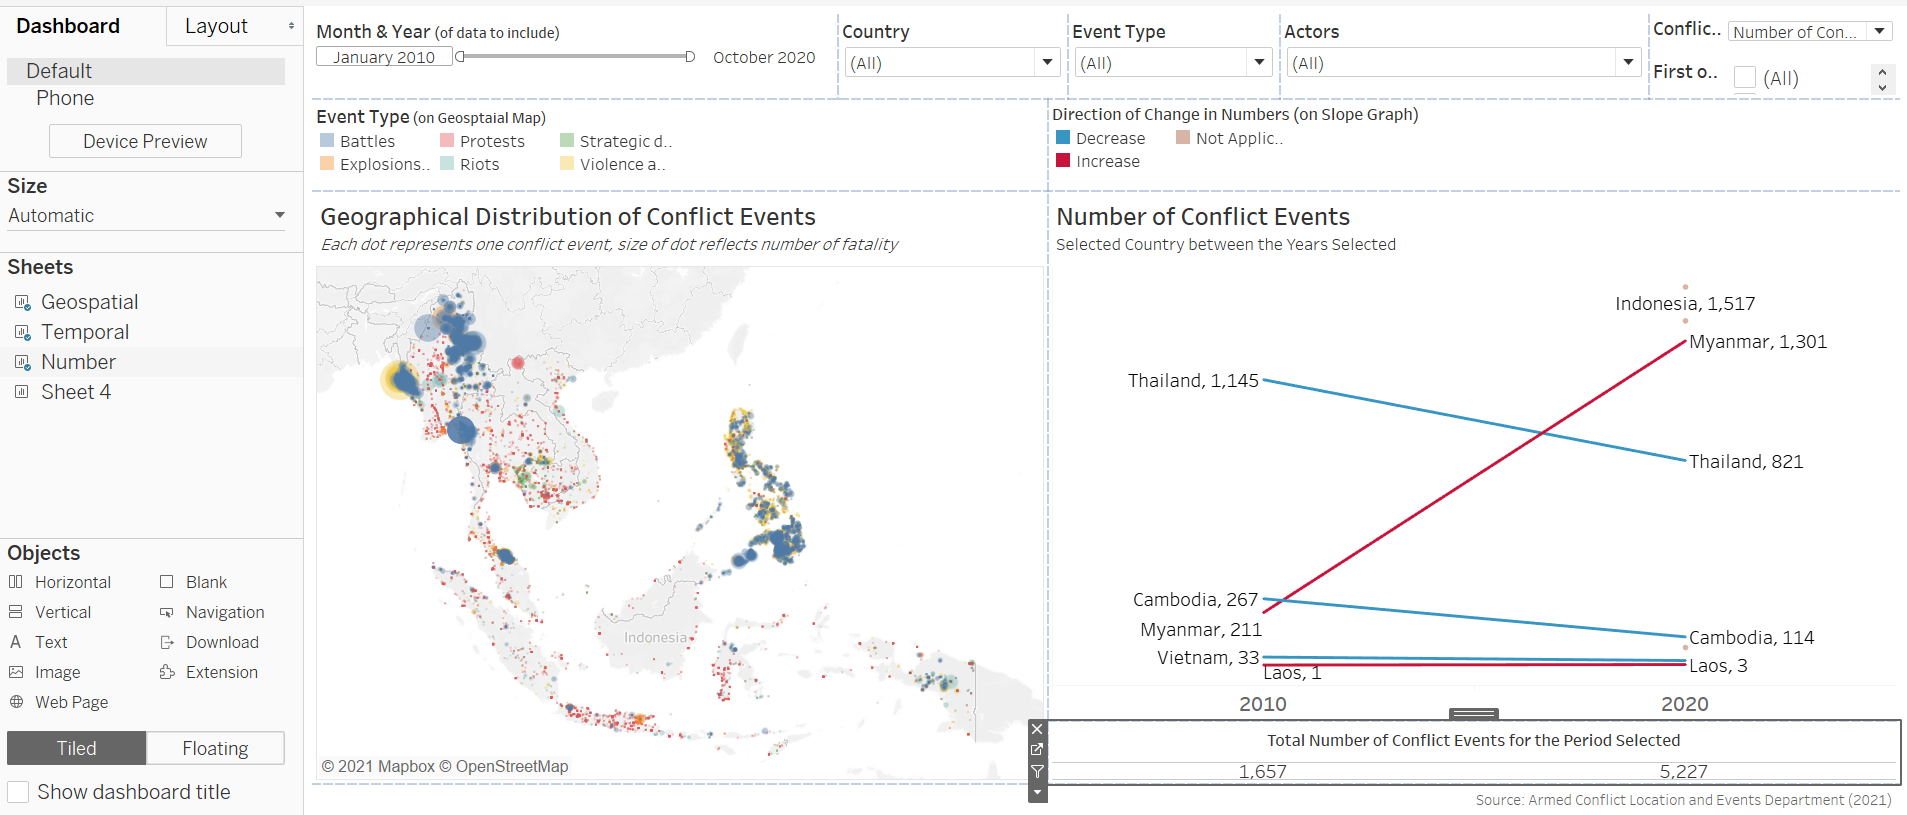 Dashboard
Layout
Default
Phone
Device Preview
Size
Automatic
Sheets
Geospatial
Temporal
Number
Sheet 4
Objects
Horizontal
Blank
Vertical
Navigation
A Text
Download
Image
Extension
Web Page
Tiled
Floating
Show dashboard title
Month & Year (of data to include)
January 2010
October 2020
Country
(All)
Event Type
(All)
Actors
(All)
Conflic..
Number of Con...
First o..
(All)
Event Type (on Geosptaial Map)
Battles
Protests
Strategic d..
Explosions..
Riots
Violence a..
Direction of Change in Numbers (on Slope Graph)
Decrease
Not Applic..
Increase
Geographical Distribution of Conflict Events
Each dot represents one conflict event, size of dot reflects number of fatality
Indonesia
© 2021 Mapbox © OpenStreetMap
Number of Conflict Events
Selected Country between the Years Selected
Indonesia, 1,517
Myanmar, 1,301
Thailand, 1,145
Thailand, 821
Cambodia, 267
Myanmar, 211
Cambodia, 114
Vietnam, 33
Laos, 3
Laos, 1
2010
2020
Total Number of Conflict Events for the Period Selected
1,657
5,227
Source: Armed Conflict Location and Events Department (2021)